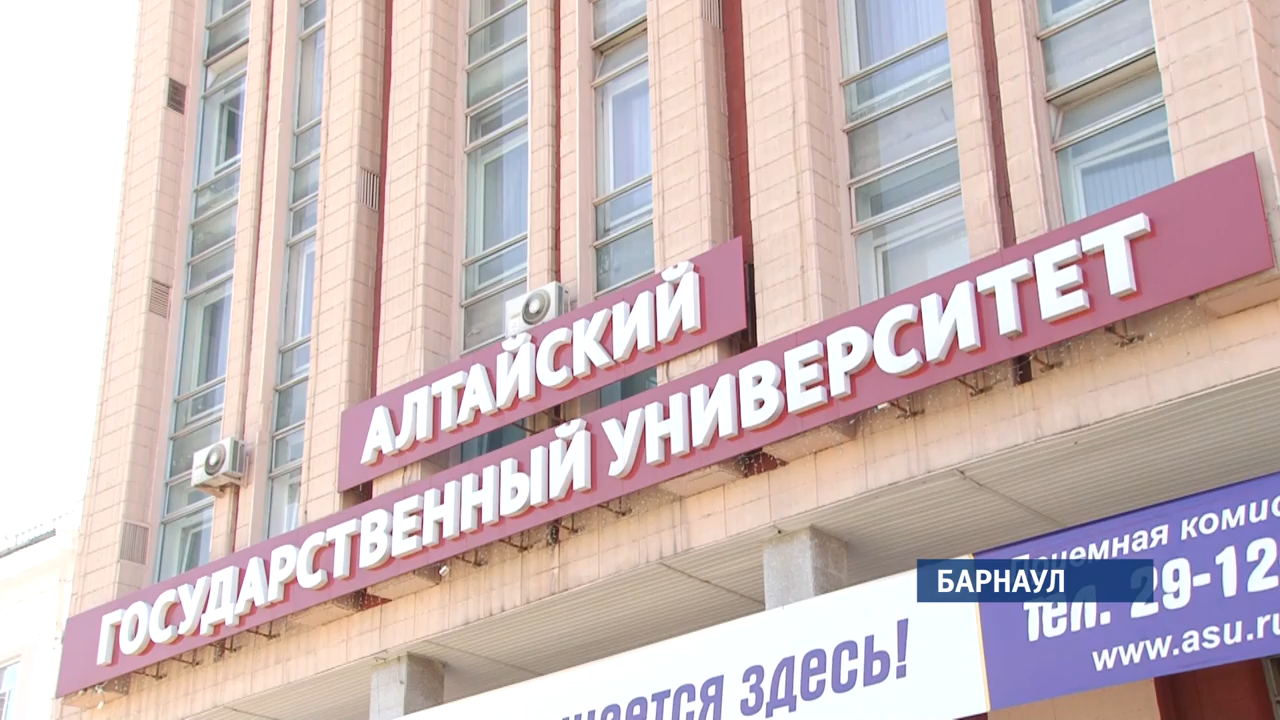 АЛТАЙСКИЙ
ГОСУДАРСТВЕННЫЙ УНИВЕРСИТЕТ
БАРНАУЛ
тел. 29-12
www.asu.ru
здесь!